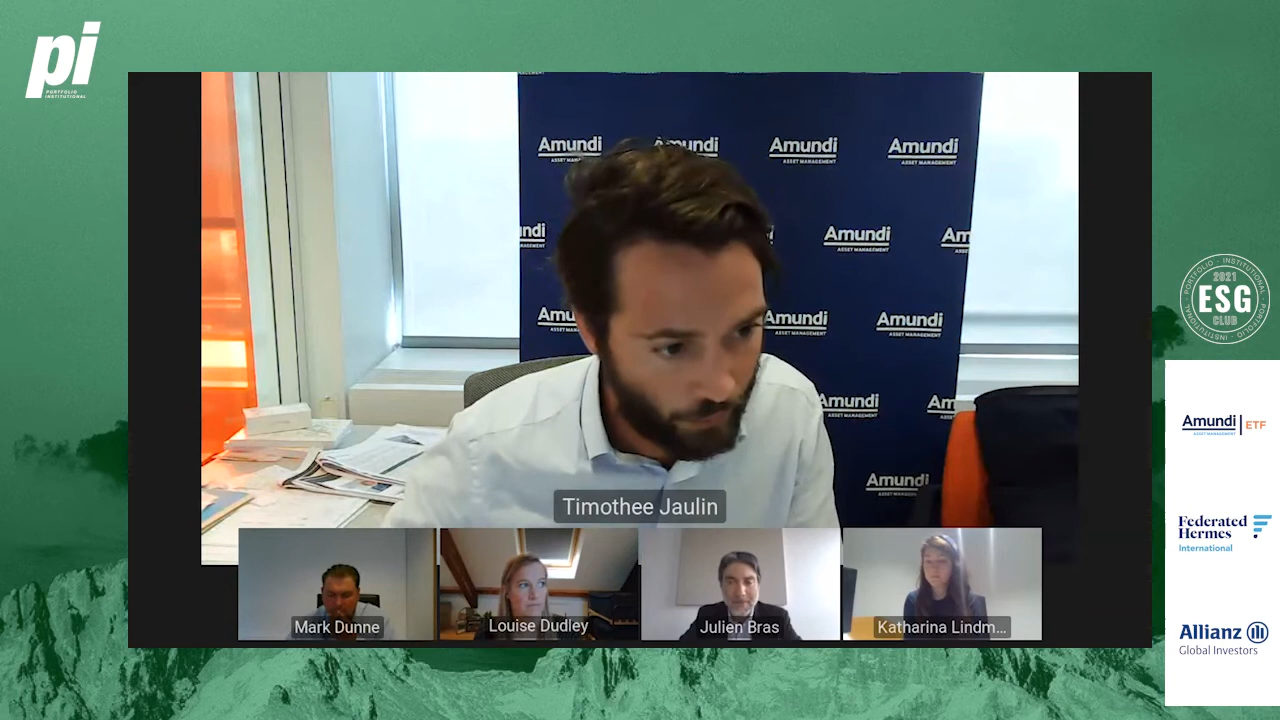 pi
PORTFOLIO
INSTITUTIONAL
Amundi
ASSET MANAGEMENT
Amundi
ASSET MANAGEMENT
Amundi
ASSET MANAGEMENT
Amundi
ASSET MANAGEMENT
Amundi
ASSET MANAGEMENT
Amundi
ASSET MANAGEMENT
Amundi
ASSET MANAGEMENT
Amundi
ASSET MANAGEMENT
Amundi
Timothee Jaulin
Mark Dunne
Louise Dudley
Julien Bras
Katharina Lindm...
PORTFOLIO - INSTITUTIONAL - PORTFOLIO - INSTITUTIONAL
2021
ESG
CLUB
Amundi ETF
ASSET MANAGEMENT
Federated
Hermes
International
Allianz
Global Investors